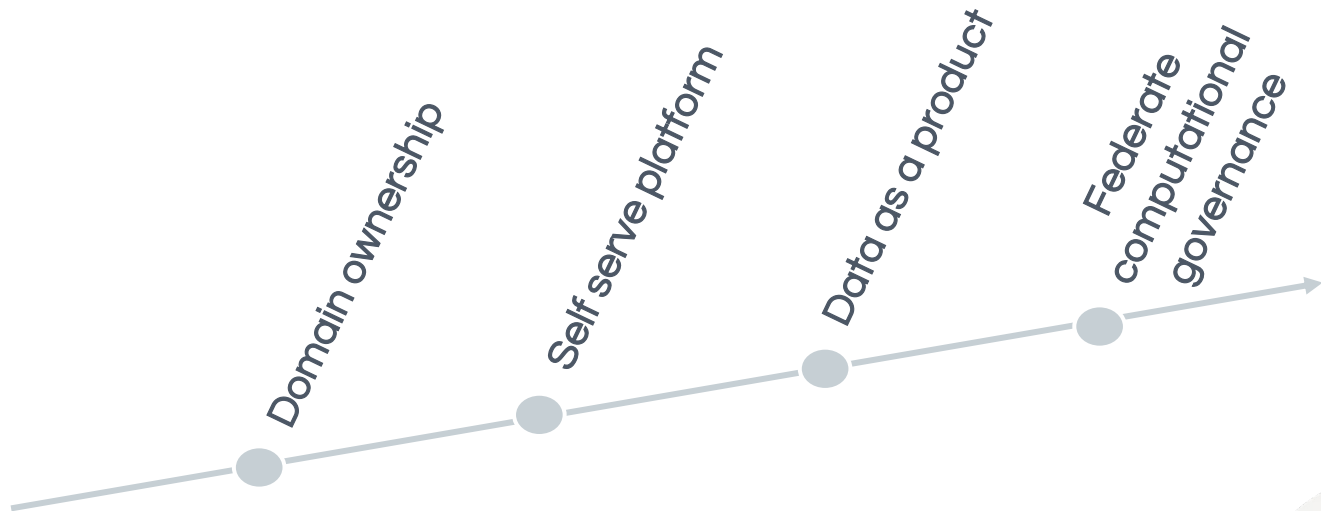 Domain ownership
Self serve platform
Data as a product
Federate
computational
governance